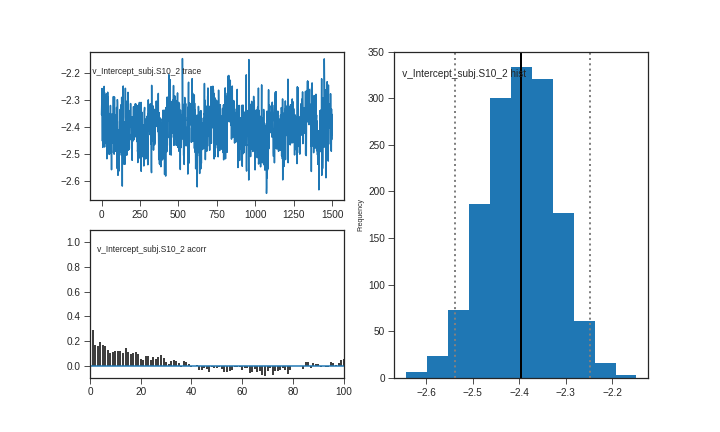 v_Intercept_subj.S10_2 trace
−2.2
−2.3
−2.4
−2.5
−2.6
0 250 500 750 1000 1250 1500
v_Intercept_subj.S10_2 acorr
1.0
0.8
0.6
0.4
0.2
0.0
0 20 40 60 80 100
v_Intercept_subj.S10_2 hist
Frequency
350
300
250
200
150
100
50
0
−2.6 −2.5 −2.4 −2.3 −2.2